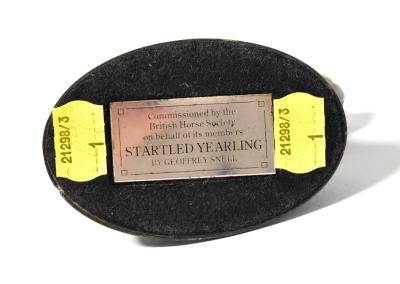 Commissioned by the
British Horse Society
on behalf of its members
STARTLED YEARLING
BY GEOFFREY SNELL
21298/3
1
21298/3
1